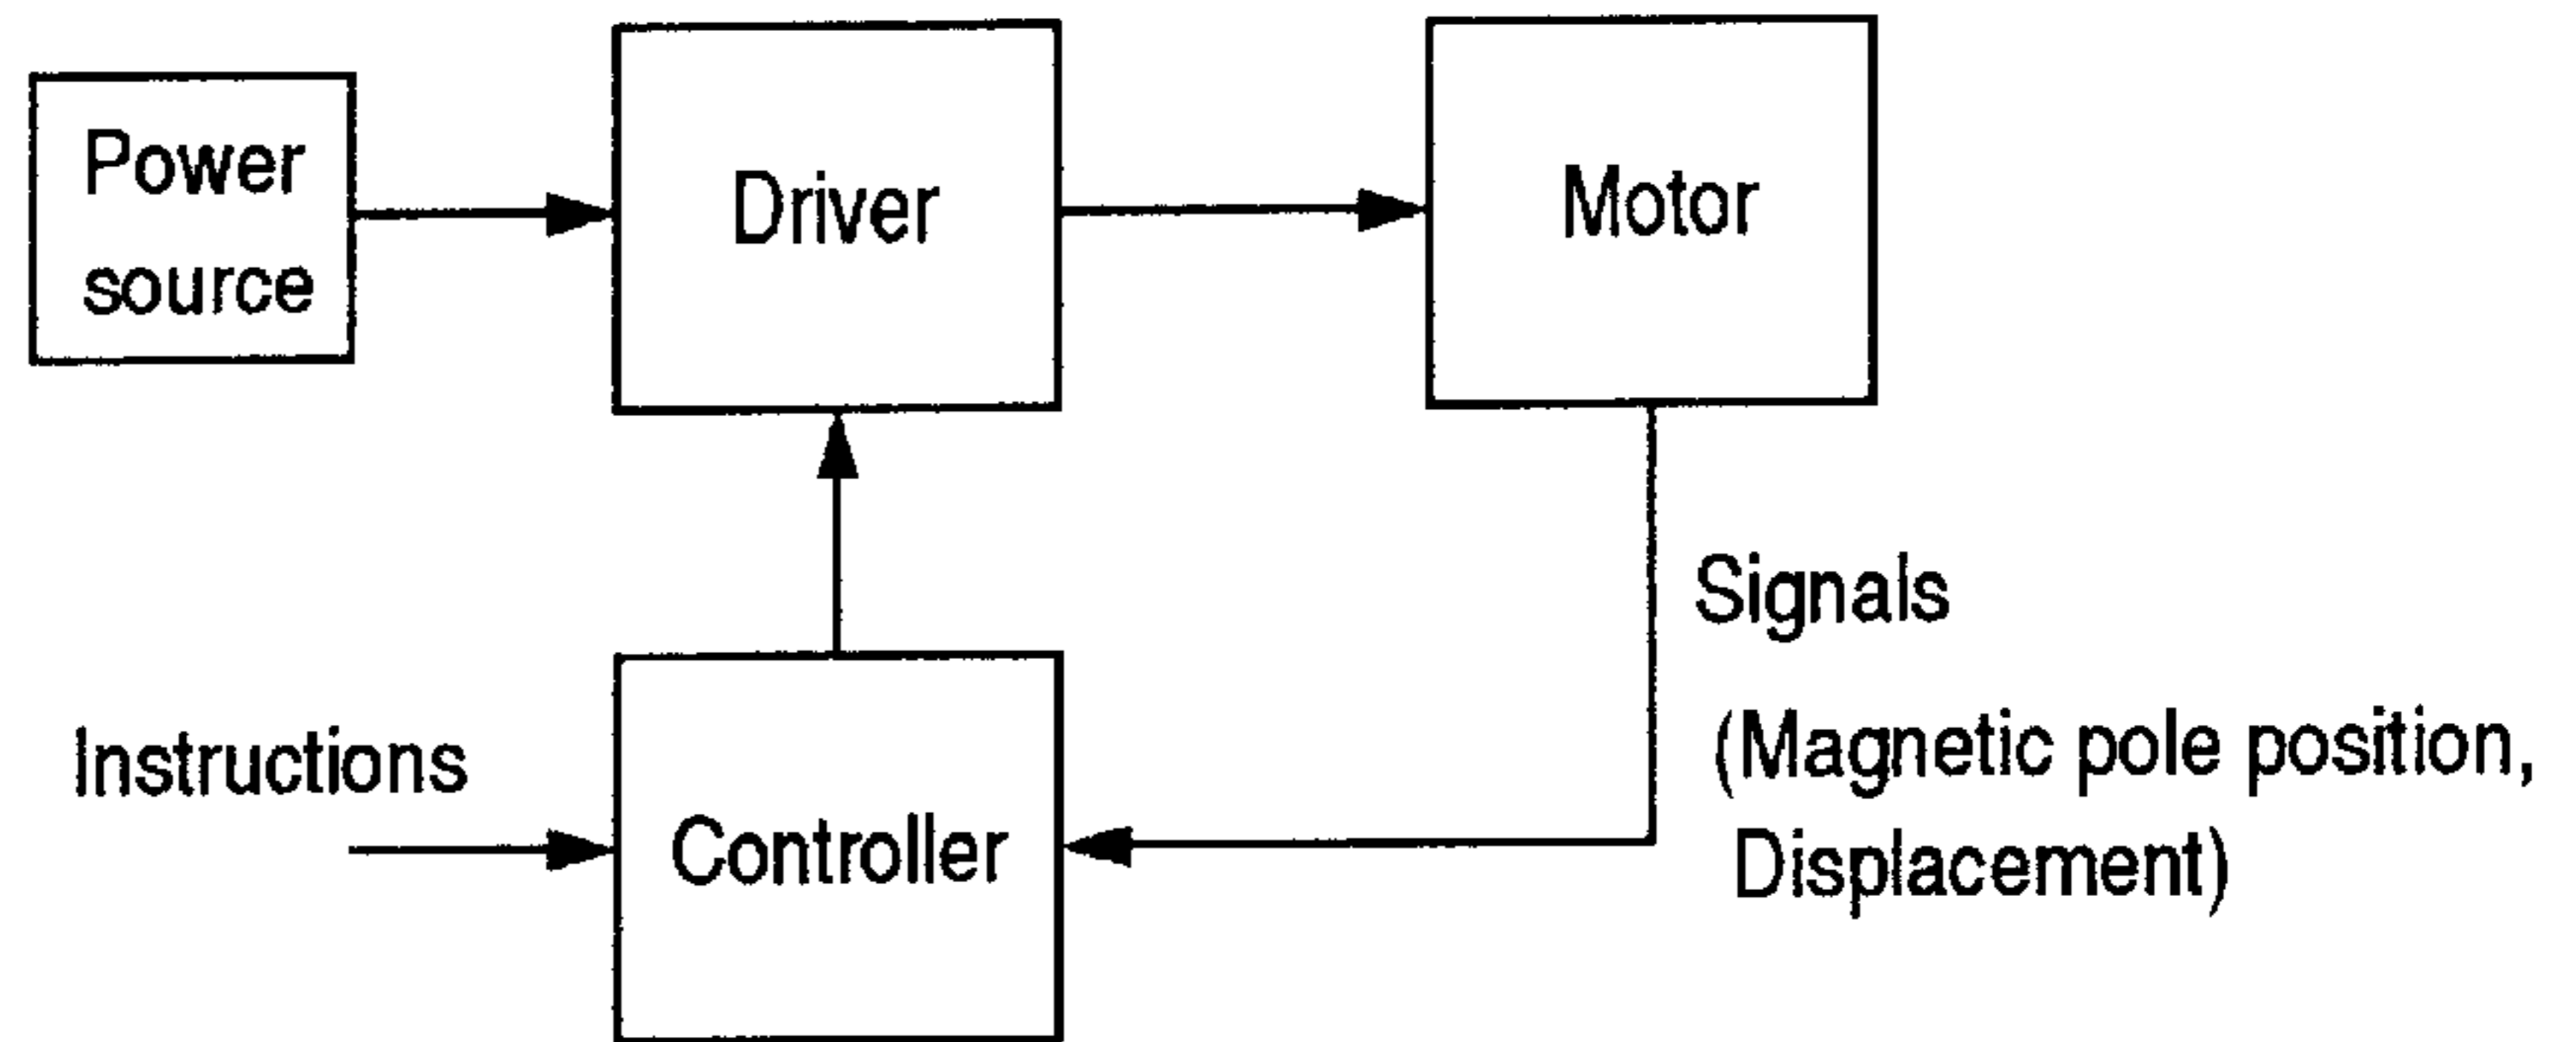 Power
source
Driver
Motor
Signals
(Magnetic pole position,
Displacement)
Instructions
Controller